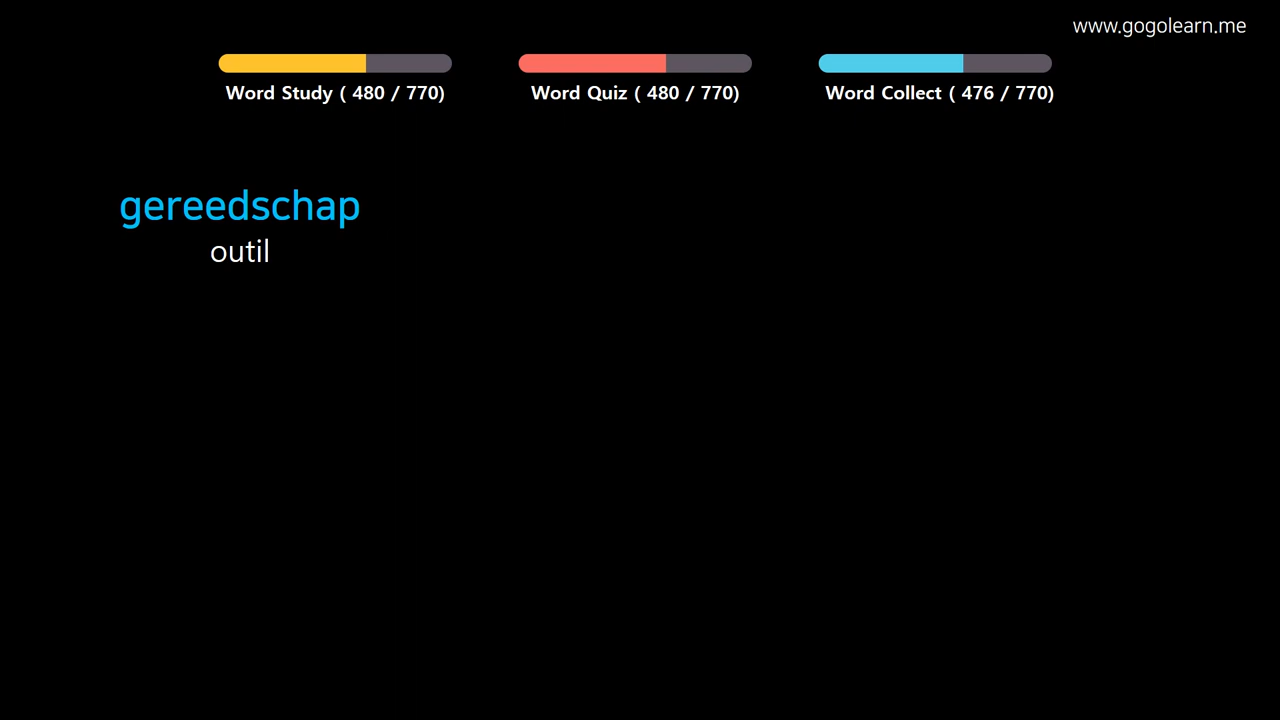 www.gogolearn.me
Word Study ( 480 / 770)
Word Quiz ( 480 / 770)
Word Collect ( 476 / 770)
gereedschap
outil